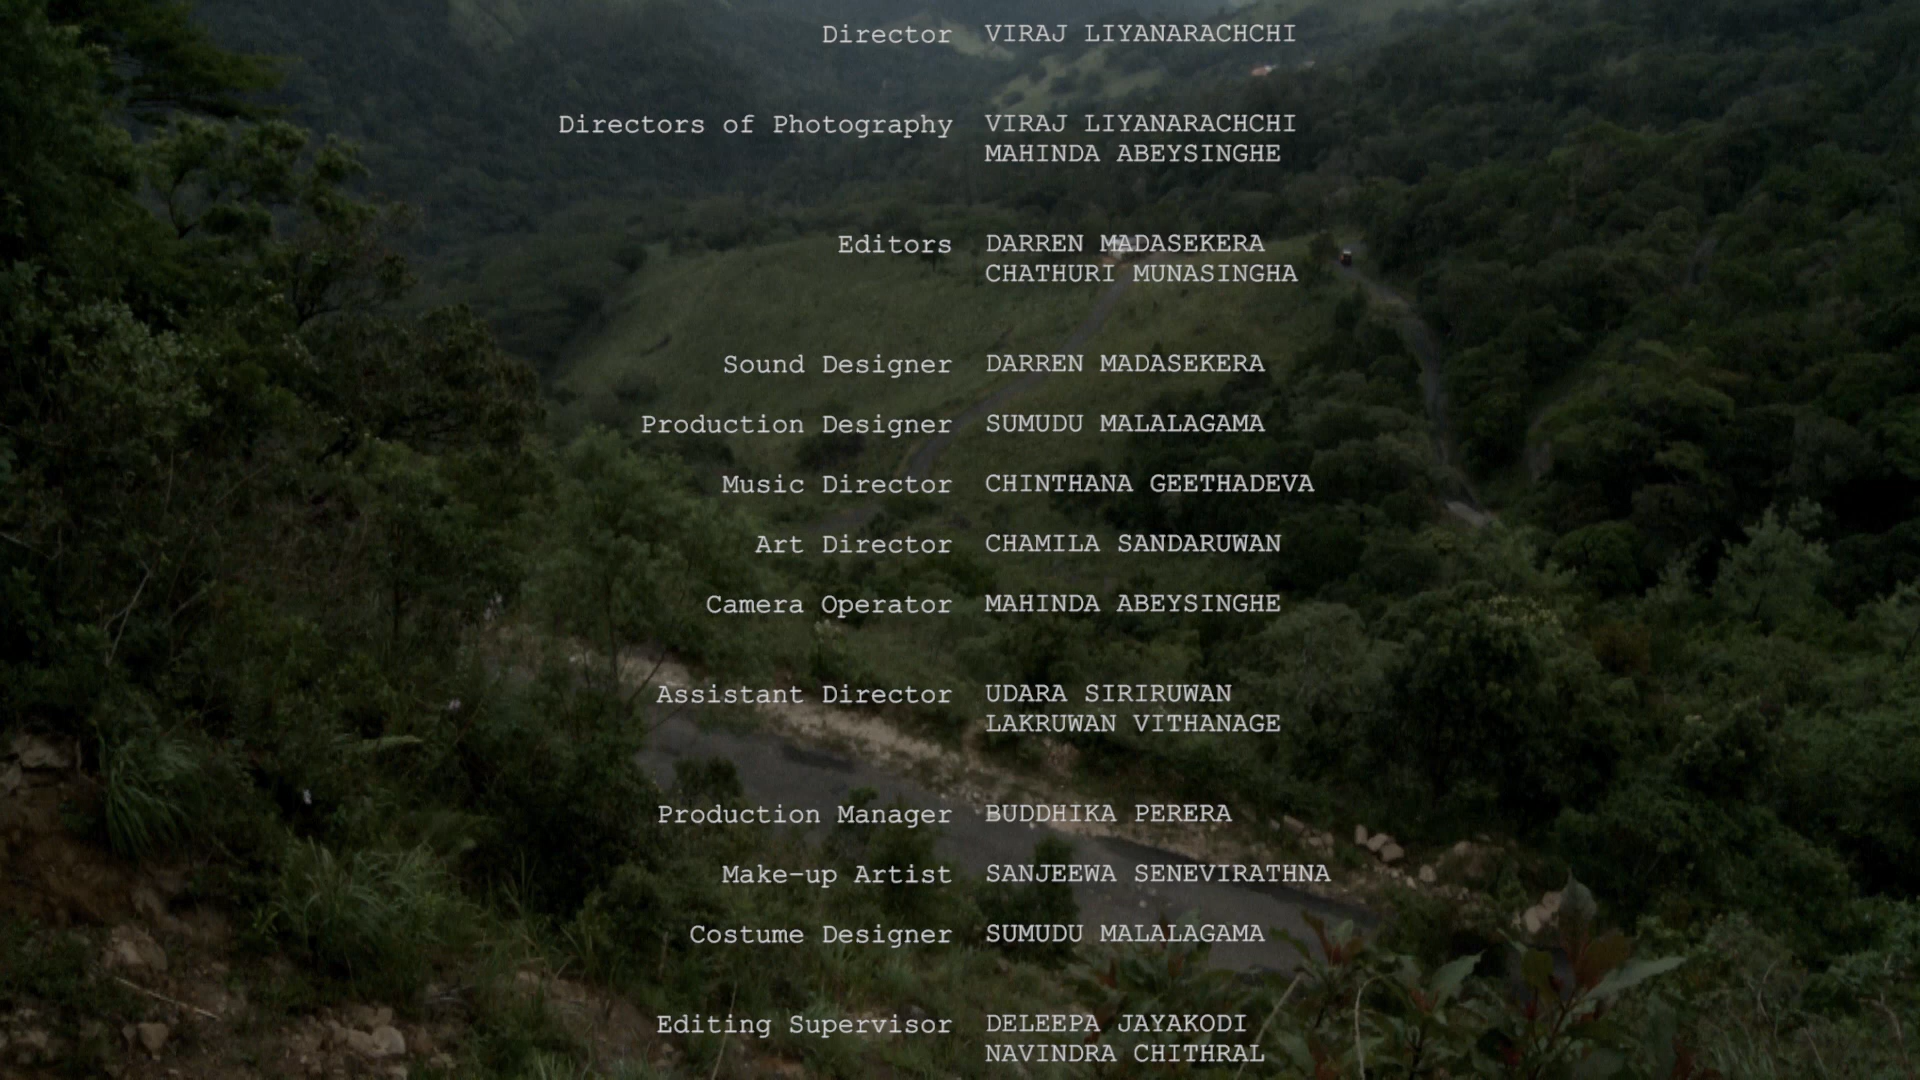 Director VIRAJ LIYANARACHCHI
Directors of Photography VIRAJ LIYANARACHCHI
MAHINDA ABEYSINGHE
Editors DARREN MADASEKERA
CHATHURI MUNASINGHA
Sound Designer DARREN MADASEKERA
Production Designer SUMUDU MALALAGAMA
Music Director CHINTHANA GEETHADEVA
Art Director CHAMILA SANDARUWAN
Camera Operator MAHINDA ABEYSINGHE
Assistant Director UDARA SIRIRUWAN
LAKRUWAN VITHANAGE
Production Manager BUDDHIKA PERERA
Make-up Artist SANJEEWA SENEVIRATHNA
Costume Designer SUMUDU MALALAGAMA
Editing Supervisor DELEEPA JAYAKODI
NAVINDRA CHITHRAL